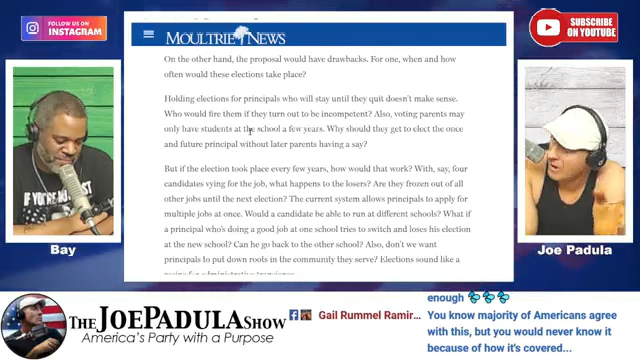 FOLLOW US ON
INSTAGRAM
MOULTRIE NEWS
SUBSCRIBE
ON YOUTUBE
On the other hand, the proposal would have drawbacks. For one, when and how
often would these elections take place?
Holding elections for principals who will stay until they quit doesn't make sense.
Who would fire them if they turn out to be incompetent? Also, voting parents may
only have students at the school a few years. Why should they get to elect the once
and future principal without later parents having a say?
But if the election took place every few years, how would that work? With, say, four
candidates vying for the job, what happens to the losers? Are they frozen out of all
other jobs until the next election? The current system allows principals to apply for
multiple jobs at once. Would a candidate be able to run at different schools? What if
a principal who's doing a good job at one school tries to switch and loses his election
at the new school? Can he go back to the other school? Also, don't we want
principals to put down roots in the community they serve? Elections sound like a
recipe for administrative
IF YOU'RE
NOT
Bay
Joe Padula
THE JOEPADULA SHOW
America's Party with a Purpose
Gail Rummel Ramir...
enough
You know majority of Americans agree
with this, but you would never know it
because of how it's covered...